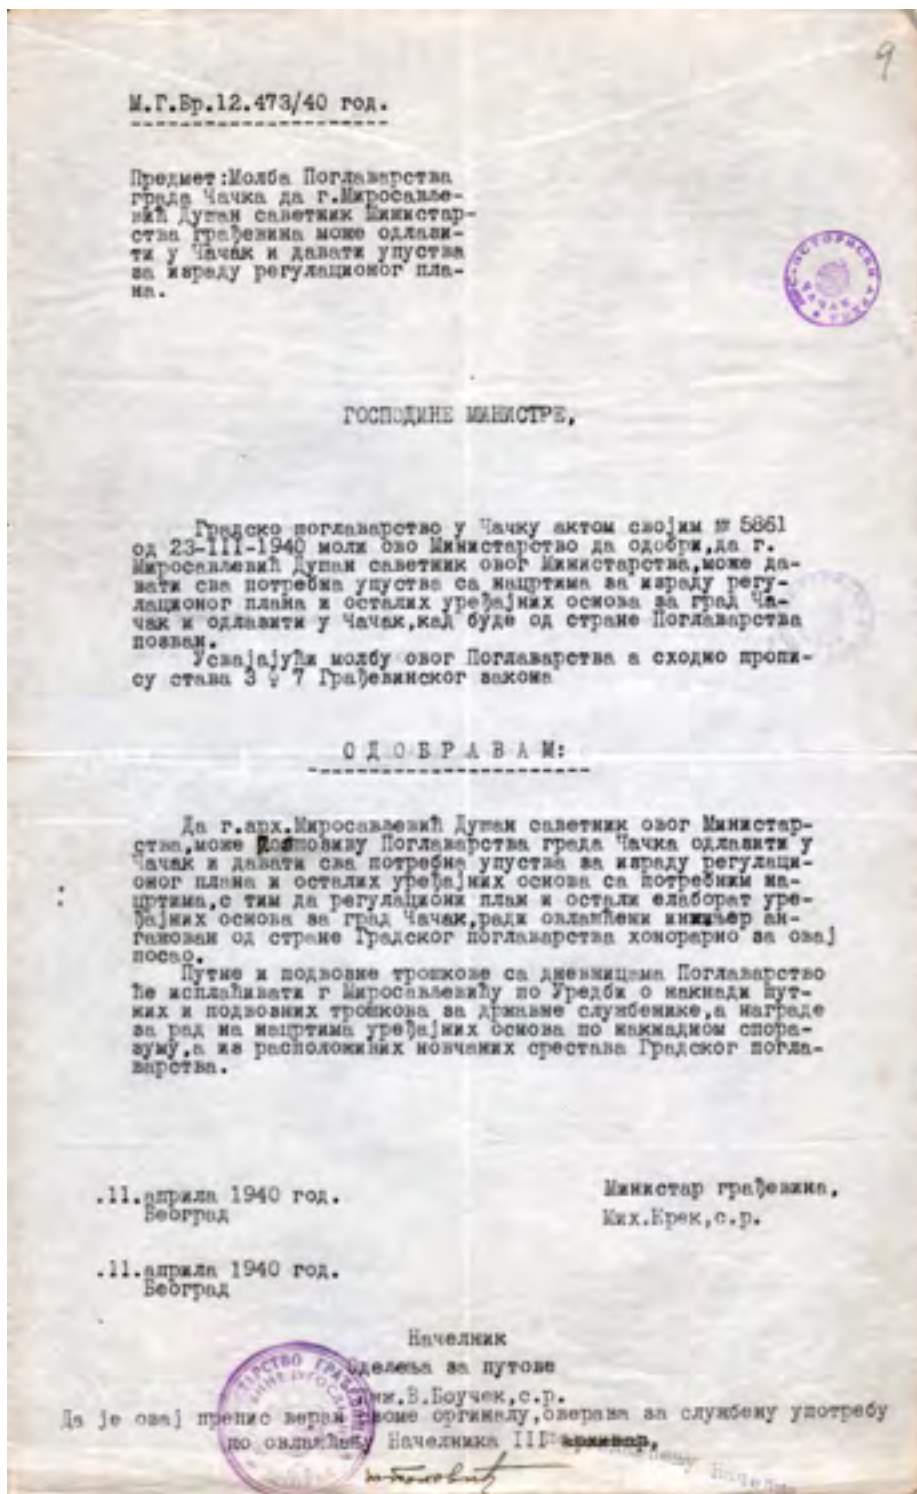 9
М.Г.Бр.12.473/40 год.
Предмет:Молба Поглаварства
града Чачка да г.Миросавље-
вић Душан саветник Министар-
ства грађевина може одлази-
ти у Чачак и давати упуства
за израду регулационог пла-
на.
ИСТОРИСКИ АРХИВ
ЧАЧАК
ГОСПОДИНЕ МИНИСТРЕ,
Градско поглаварство у Чачку актом својим № 5861
од 23-III-1940 моли ово Министарство да одобри,да г.
Миросављевић Душан саветник овог Министарства,може да-
вати сва потребна упуства са нацртима за израду регу-
лационог плана и осталих уређајних основа за град Ча-
чак и одлазити у Чачак,кад буде од стране Поглаварства
позван.
Усвајајући молбу овог Поглаварства а сходно пропи-
су става 3 § 7 Грађевинског закона
О Д О Б Р А В А М:
Да г.арх.Миросављевић Душан саветник овог Министар-
ства,може позиву Поглаварства града Чачка одлазити у
Чачак и давати сва потребна упуства за израду регулаци-
оног плана и осталих уређајних основа са потребним на-
цртима,с тим да регулациони план и остали елаборат уре-
ђајних основа за град Чачак,ради овлашћени инжињер ан-
гажован од стране Градског поглаварства хонорарно за овај
посао.
Путне и подвозне трошкове са дневницама Поглаварство
ће исплаћивати г Миросављевићу по Уредби о накнади пут-
них и подвозних трошкова за државне службенике,а награде
за рад на нацртима уређајних основа по накнадном спора-
зуму,а из расположивих новчаних срестава Градског погла-
варства.
.11.априла 1940 год.
Београд
Министар грађевина,
Мих.Крек,с.р.
.11.априла 1940 год.
Београд
Начелник
Одељења за путове
Инж.В.Боучек,с.р.
Да је овај препис веран своме оргиналу,оверава за службену употребу
по овлашћењу Начелника III архивар,